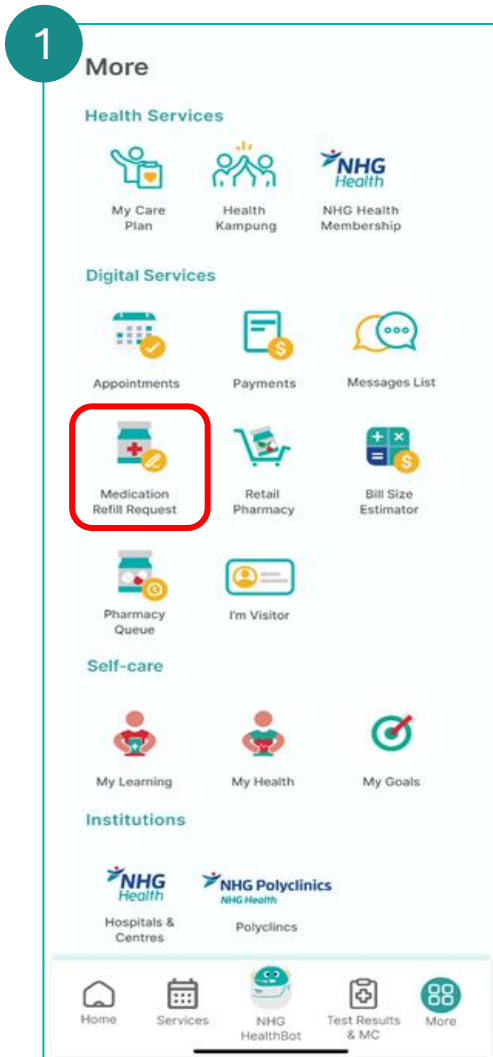 1
More
Health Services
NHG
Health
My Care
Plan
Health
Kampung
NHG Health
Membership
Digital Services
Appointments
Payments
Messages List
Medication
Refill Request
Retail
Pharmacy
Bill Size
Estimator
Pharmacy
Queue
I'm Visitor
Self-care
My Learning
My Health
My Goals
Institutions
NHG
Health
NHG Polyclinics
NHG Health
Hospitals &
Centres
Polyclincs
Home
Services
NHG
HealthBot
Test Results
& MC
More